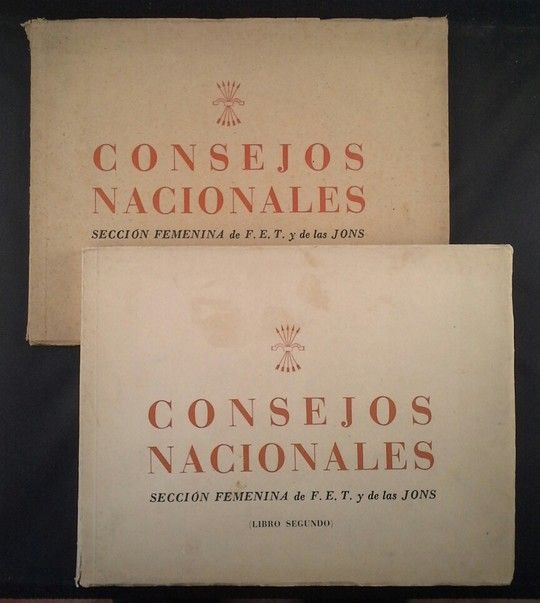 CONSEJOS
NACIONALES
SECCIÓN FEMENINA de F. E. T. y de las JONS
CONSEJOS
NACIONALES
SECCIÓN FEMENINA de F. E. T. y de las JONS
(LIBRO SEGUNDO)